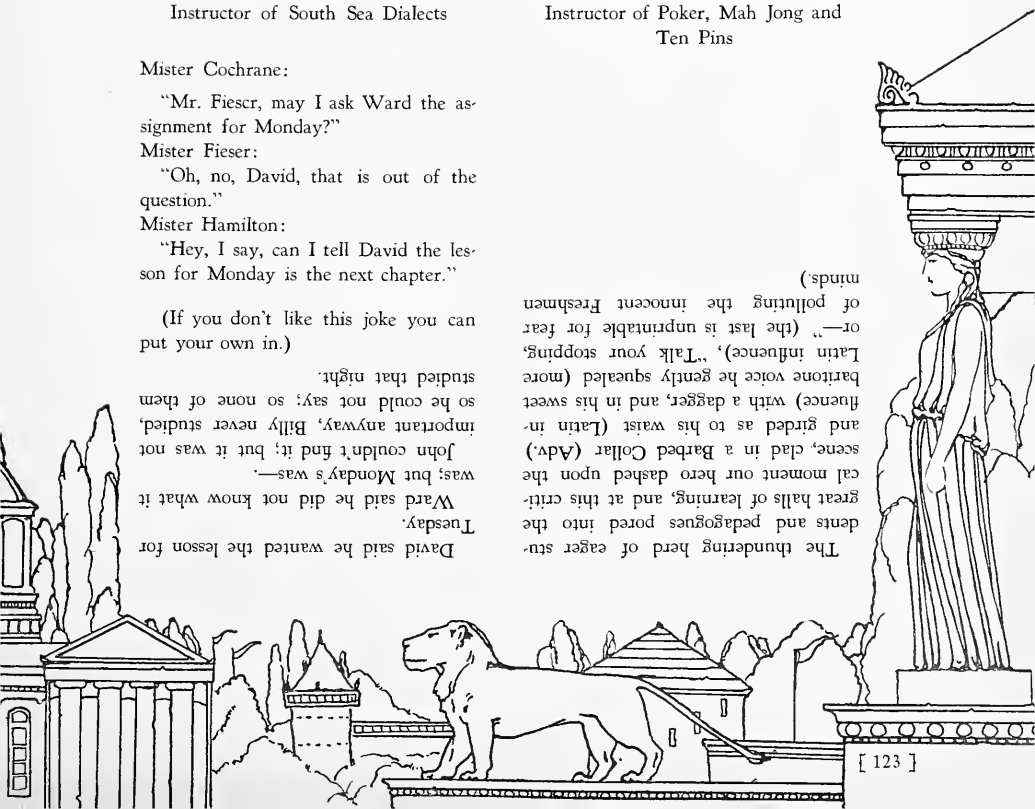 Instructor of South Sea Dialects
Mister Cochrane:
"Mr. Fiescr, may I ask Ward the as-
signment for Monday?"
Mister Fieser:
"Oh, no, David, that is out of the
question."
Mister Hamilton:
"Hey, I say, can I tell David the les-
son for Monday is the next chapter."
(If you don't like this joke you can
put your own in.)
David said he wanted the lesson for
Tuesday.
Ward said he did not know what it
was; but Monday's was—.
John couldn't find it; but it was not
important anyway, Billy never studied,
so he could not say; so none of them
studied that night.
Instructor of Poker, Mah Jong and
Ten Pins
The thundering herd of eager stu-
dents and pedagogues pored into the
great halls of learning, and at this criti-
cal moment our hero dashed upon the
scene, clad in a Barbed Collar (Adv.)
and girded as to his waist (Latin in-
fluence) with a dagger, and in his sweet
baritone voice he gently squealed (more
Latin influence), "Talk your stopping,
or—" (the last is unprintable for fear
of polluting the innocent Freshmen
minds.)
[ 123 ]